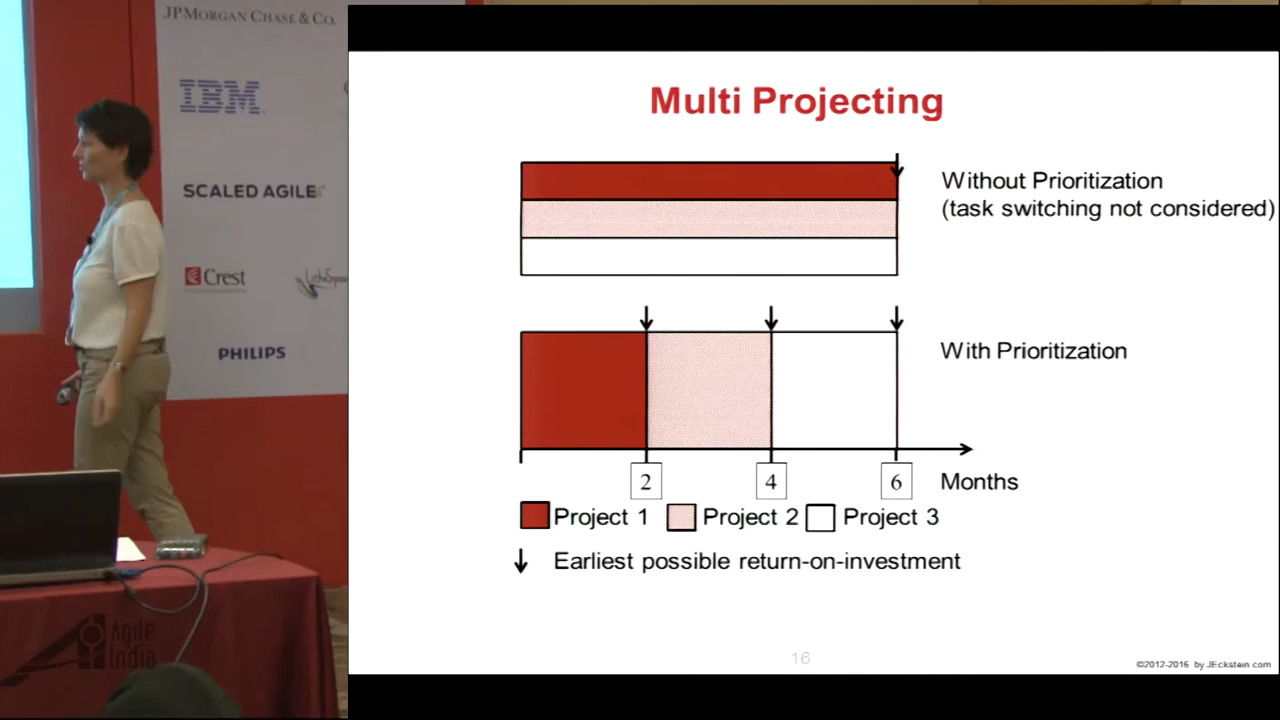 JPMORGAN CHASE & CO.
IBM
SCALED AGILE
Crest
PHILIPS
Agile
India
Multi Projecting
Without Prioritization
(task switching not considered)
With Prioritization
2
4
6
Months
Project 1
Project 2
Project 3
Earliest possible return-on-investment
16
©2012-2016 by JEckstein.com